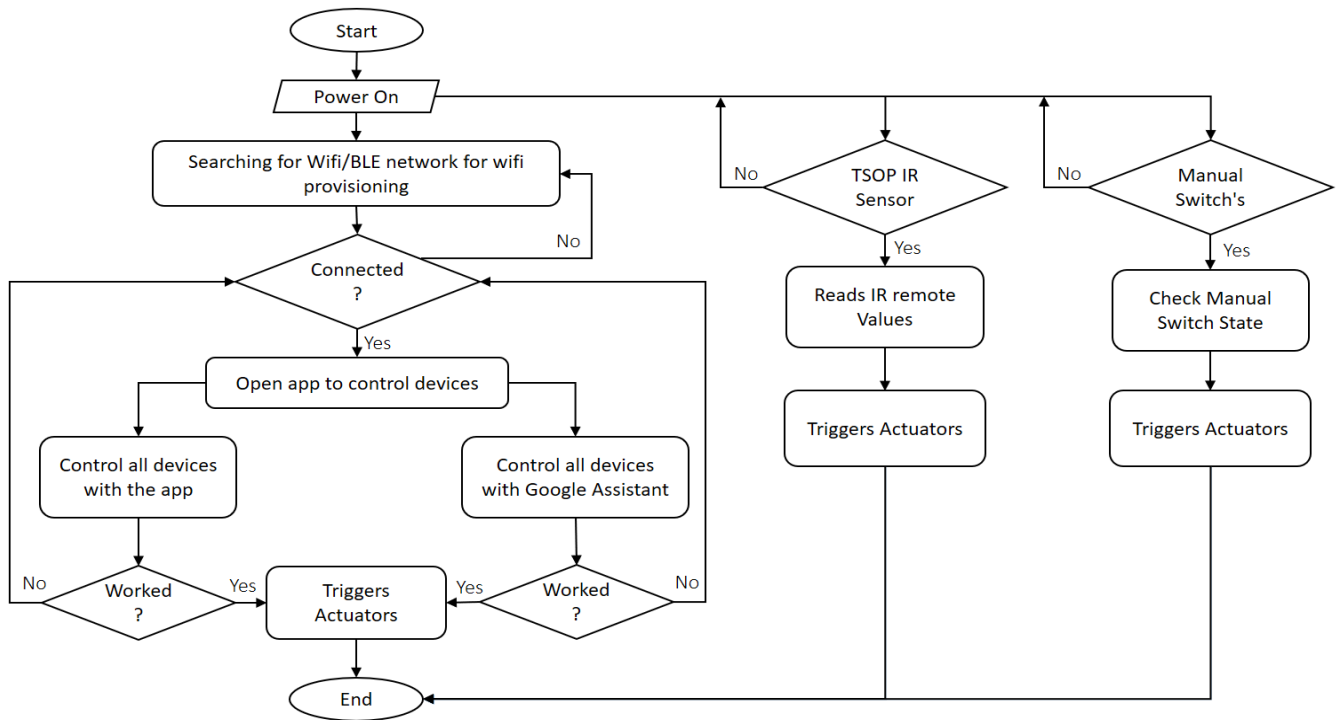 Start
Power On
Searching for Wifi/BLE network for wifi
provisioning
No
Connected
?
Yes
Open app to control devices
Control all devices
with the app
Control all devices
with Google Assistant
No
Worked
?
Yes
Triggers
Actuators
Yes
Worked
?
No
End
No
TSOP IR
Sensor
Yes
Reads IR remote
Values
Triggers Actuators
No
Manual
Switch's
Yes
Check Manual
Switch State
Triggers Actuators